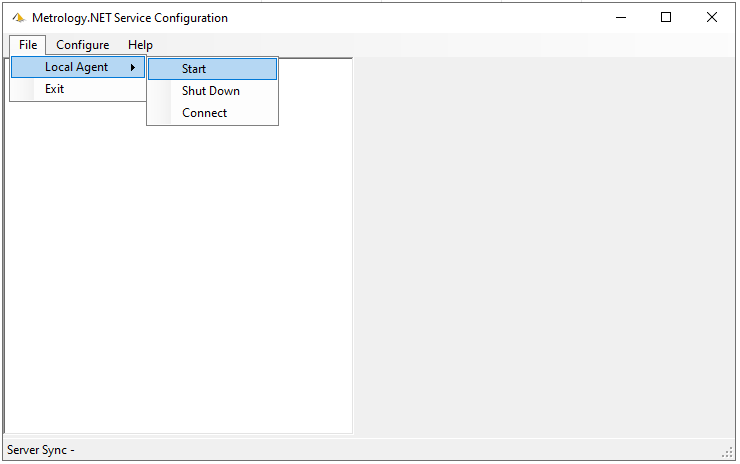 Metrology.NET Service Configuration
File Configure Help
Local Agent
Exit
Start
Shut Down
Connect
Server Sync -